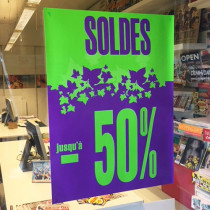 SOLDES
jusqu'à
- 50%
OPEN